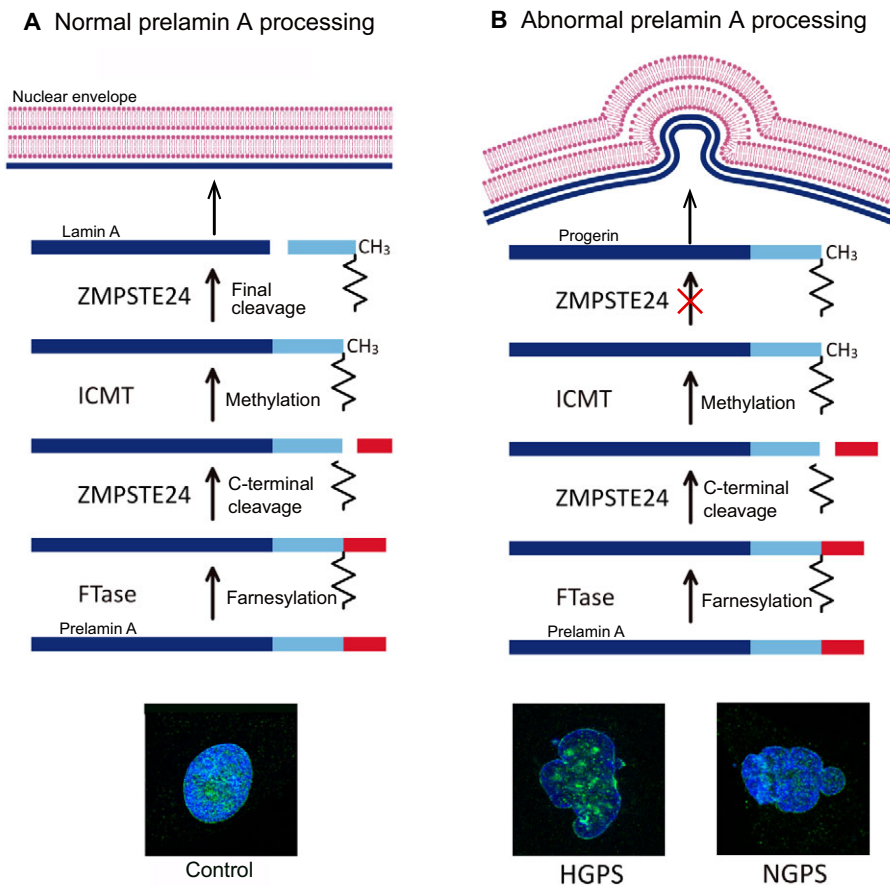 A Normal prelamin A processing
Nuclear envelope
Lamin A
CH3
ZMPSTE24
Final
cleavage
CH3
ICMT
Methylation
ZMPSTE24
C-terminal
cleavage
FTase
Farnesylation
Prelamin A
Control
B Abnormal prelamin A processing
Progerin
CH3
ZMPSTE24
CH3
ICMT
Methylation
ZMPSTE24
C-terminal
cleavage
FTase
Farnesylation
Prelamin A
HGPS
NGPS